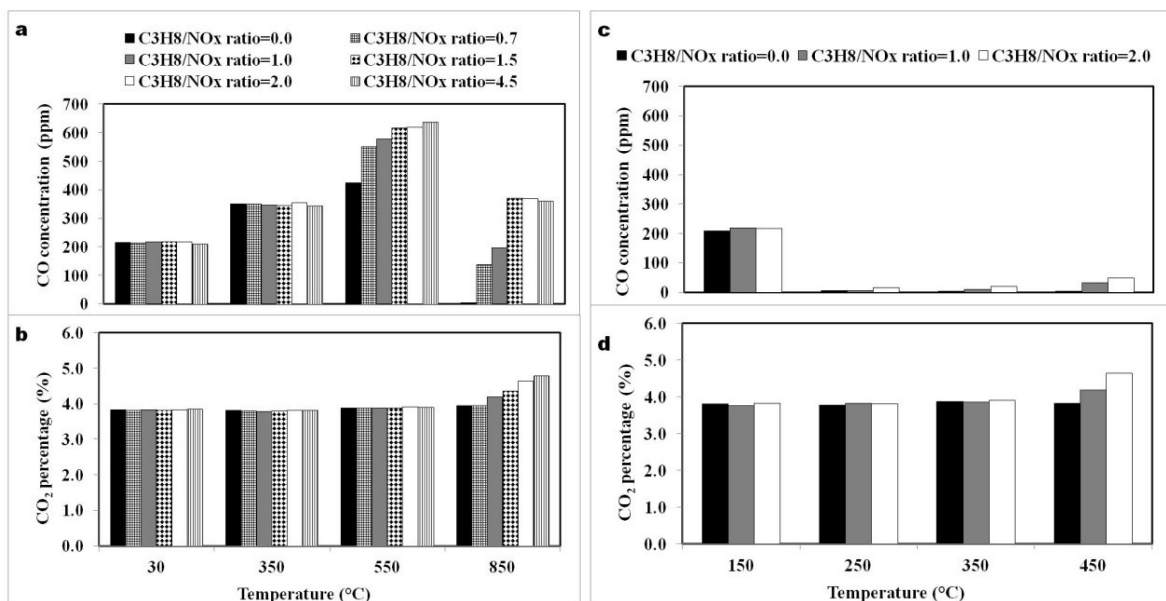 a
C3H8/NOx ratio=0.0
C3H8/NOx ratio=0.7
C3H8/NOx ratio=1.0
C3H8/NOx ratio=1.5
C3H8/NOx ratio=2.0
C3H8/NOx ratio=4.5
CO concentration (ppm)
700
600
500
400
300
200
100
0
b
CO₂ percentage (%)
6.0
5.0
4.0
3.0
2.0
1.0
0.0
30 350 550 850
Temperature (°C)
c
C3H8/NOx ratio=0.0 C3H8/NOx ratio=1.0 C3H8/NOx ratio=2.0
CO concentration (ppm)
700
600
500
400
300
200
100
0
d
CO₂ percentage (%)
6.0
5.0
4.0
3.0
2.0
1.0
0.0
150 250 350 450
Temperature (°C)